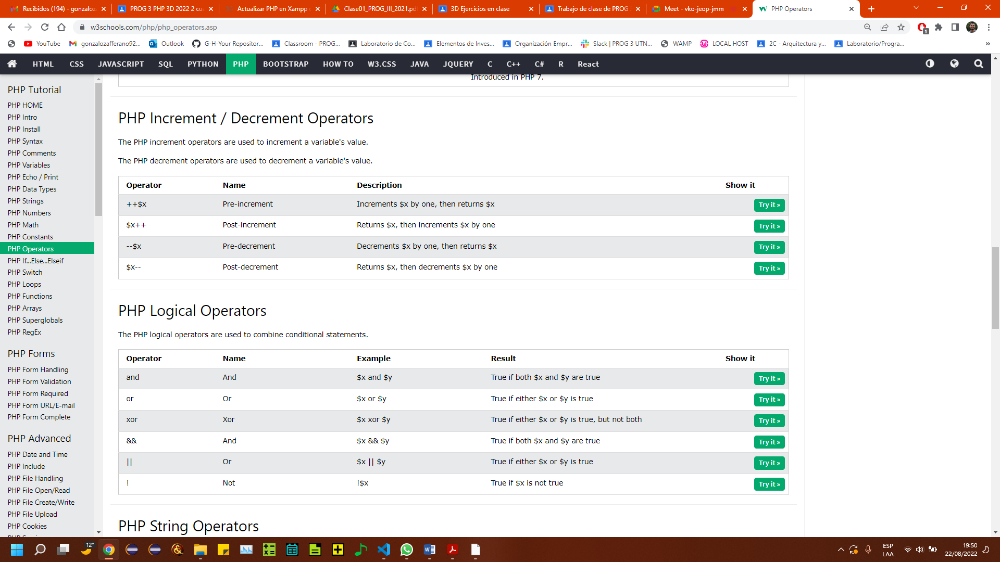 Recibidos (194) - gonzaloz
PROG 3 PHP 3D 2022 2 cua
Actualizar PHP en Xampp
Clase01_PROG_III_2021.pd
3D Ejercicios en clase
Trabajo de clase de PROG
Meet - vko-jeop-jmm
PHP Operators
w3schools.com/php/php_operators.asp
1
YouTube
gonzalozafferano92...
Outlook
G-H-Your Repositor...
Classroom - PROG...
Laboratorio de Co...
Elementos de Inves...
Organización Empr...
Slack | PROG 3 UTN...
WAMP
LOCAL HOST
2C - Arquitectura y...
Laboratorio/Progra...
»
HTML CSS JAVASCRIPT SQL PYTHON PHP BOOTSTRAP HOW TO W3.CSS JAVA JQUERY C C++ C# R React
PHP Tutorial
PHP HOME
PHP Intro
PHP Install
PHP Syntax
PHP Comments
PHP Variables
PHP Echo / Print
PHP Data Types
PHP Strings
PHP Numbers
PHP Math
PHP Constants
PHP Operators
PHP If...Else...Elseif
PHP Switch
PHP Loops
PHP Functions
PHP Arrays
PHP Superglobals
PHP RegEx
PHP Forms
PHP Form Handling
PHP Form Validation
PHP Form Required
PHP Form URL/E-mail
PHP Form Complete
PHP Advanced
PHP Date and Time
PHP Include
PHP File Handling
PHP File Open/Read
PHP File Create/Write
PHP File Upload
PHP Cookies
Introduced in PHP 7.
PHP Increment / Decrement Operators
The PHP increment operators are used to increment a variable's value.
The PHP decrement operators are used to decrement a variable's value.
Operator Name Description Show it
++$x Pre-increment Increments $x by one, then returns $x Try it »
$x++ Post-increment Returns $x, then increments $x by one Try it »
--$x Pre-decrement Decrements $x by one, then returns $x Try it »
$x-- Post-decrement Returns $x, then decrements $x by one Try it »
PHP Logical Operators
The PHP logical operators are used to combine conditional statements.
Operator Name Example Result Show it
and And $x and $y True if both $x and $y are true Try it »
or Or $x or $y True if either $x or $y is true Try it »
xor Xor $x xor $y True if either $x or $y is true, but not both Try it »
&& And $x && $y True if both $x and $y are true Try it »
|| Or $x || $y True if either $x or $y is true Try it »
! Not !$x True if $x is not true Try it »
PHP String Operators
12°
ESP
LAA
19:50
22/08/2022